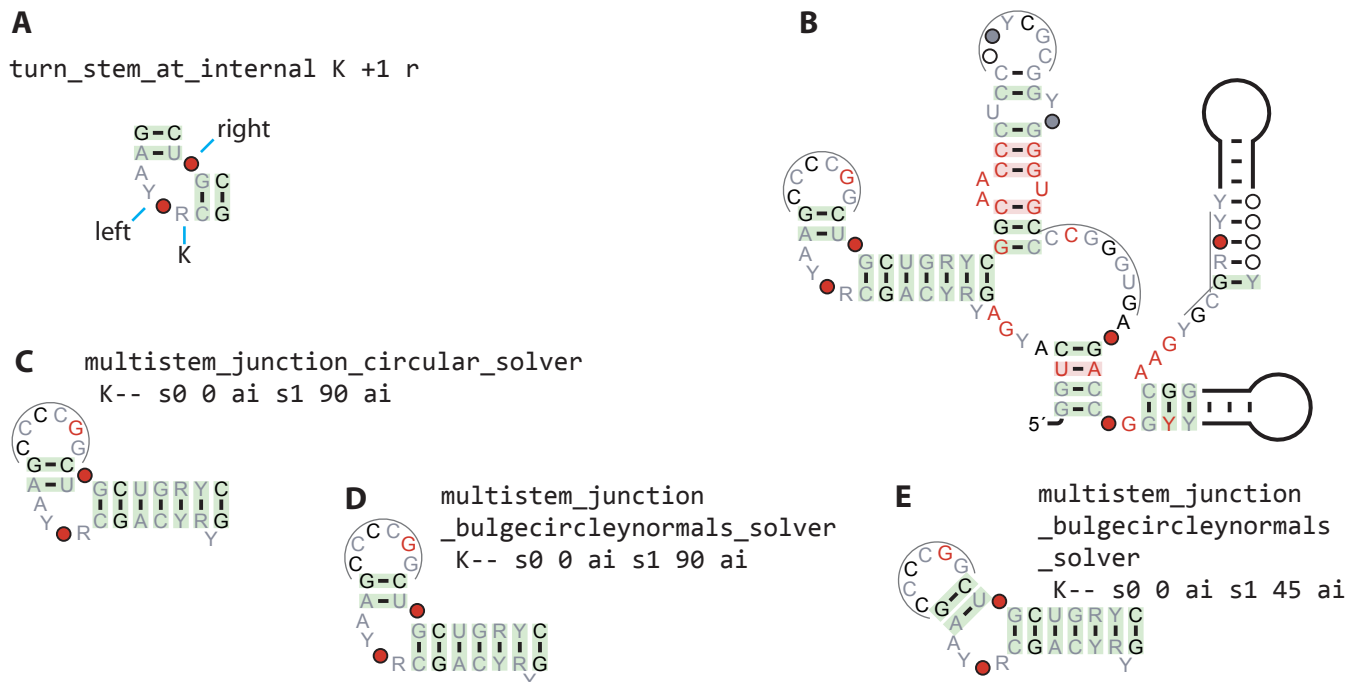 A
turn_stem_at_internal K +1 r
right
G C
A U
A
Y
G C
R C G
left
K
B
Y C
G
C
G
C G
C G
U
Y
C G
C G
C G
A
A
U
C G
G C
G C
C C G G
G
U
G
A
C C C G
C
G
G C
A U
A
Y
G C U G R Y C
R C G A C Y R G
Y
A
G
Y
A
C G
U A
G C
5´
G C
G
G G Y Y
C G G
A
A
G
Y
G
C
G Y
R
Y
Y
C
multistem_junction_circular_solver
K-- s0 0 ai s1 90 ai
C C C G
C
G
G C
A U
A
Y
G C U G R Y C
R C G A C Y R G
Y
D
multistem_junction
_bulgecircleynormals_solver
K-- s0 0 ai s1 90 ai
C C C G
C
G
G C
A U
A
Y
G C U G R Y C
R C G A C Y R G
Y
E
multistem_junction
_bulgecircleynormals
_solver
K-- s0 0 ai s1 45 ai
C C G
C G
C C
G U
A
A
Y
G C U G R Y C
R C G A C Y R G
Y